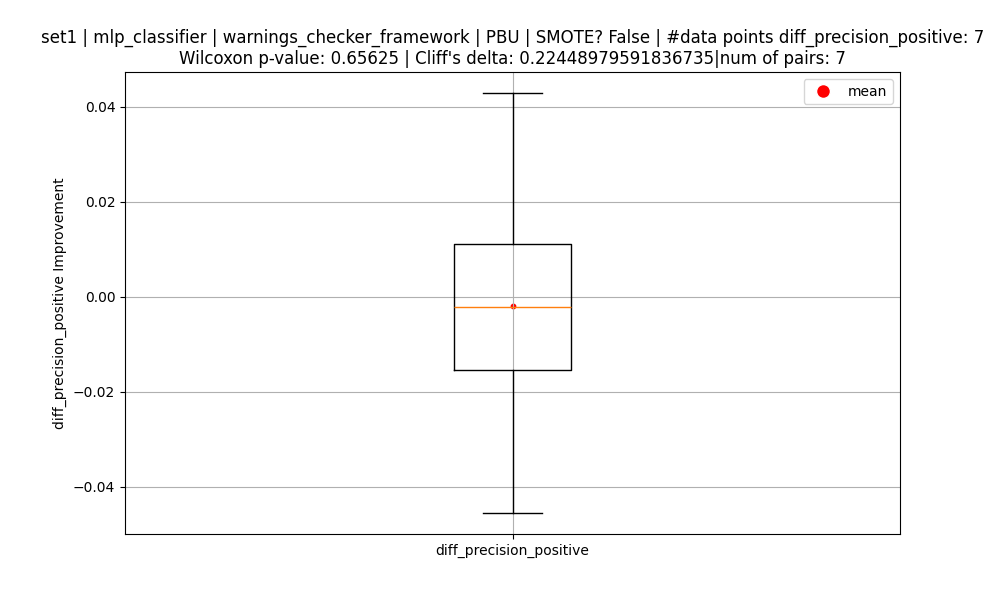 set1 | mlp_classifier | warnings_checker_framework | PBU | SMOTE? False | #data points diff_precision_positive: 7
Wilcoxon p-value: 0.65625 | Cliff's delta: 0.22448979591836735|num of pairs: 7
mean
0.04
0.02
0.00
−0.02
−0.04
diff_precision_positive Improvement
diff_precision_positive